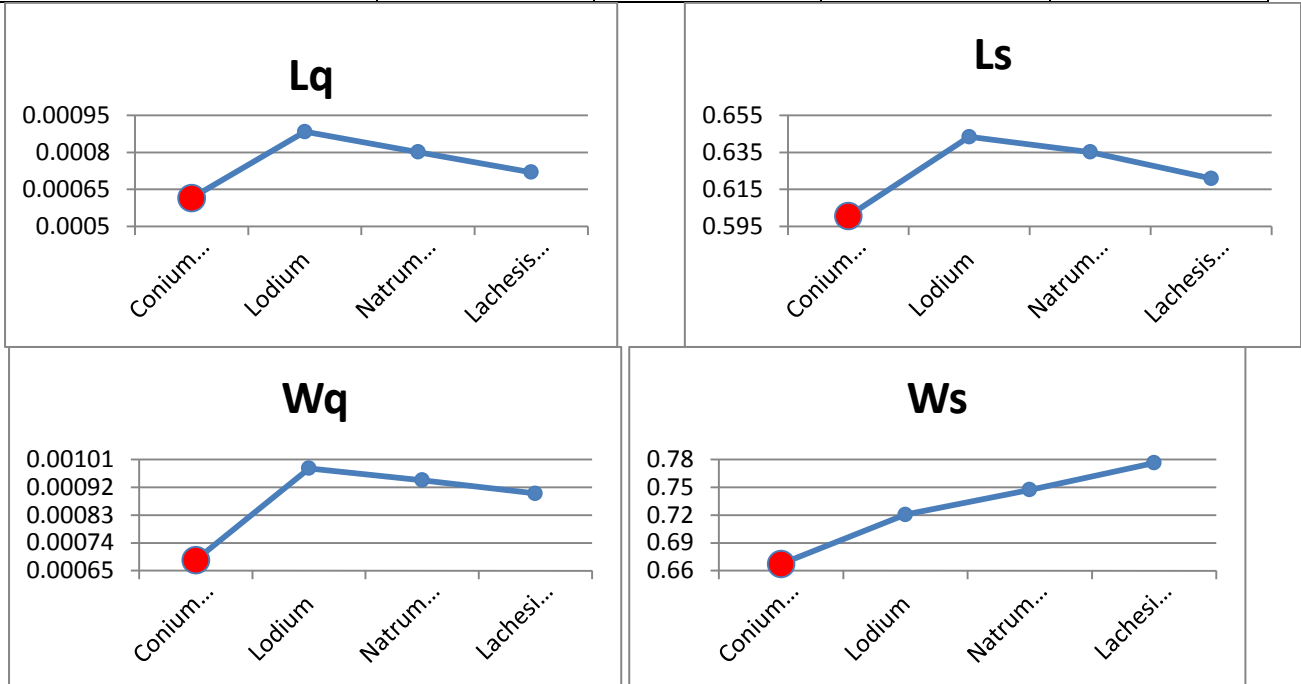 Lq
0.00095
0.0008
0.00065
0.0005
Conium...
Lodium
Natrum...
Lachesis...
Ls
0.655
0.635
0.615
0.595
Conium...
Lodium
Natrum...
Lachesis...
Wq
0.00101
0.00092
0.00083
0.00074
0.00065
Conium...
Lodium
Natrum...
Lachesi...
Ws
0.78
0.75
0.72
0.69
0.66
Conium...
Lodium
Natrum...
Lachesi...